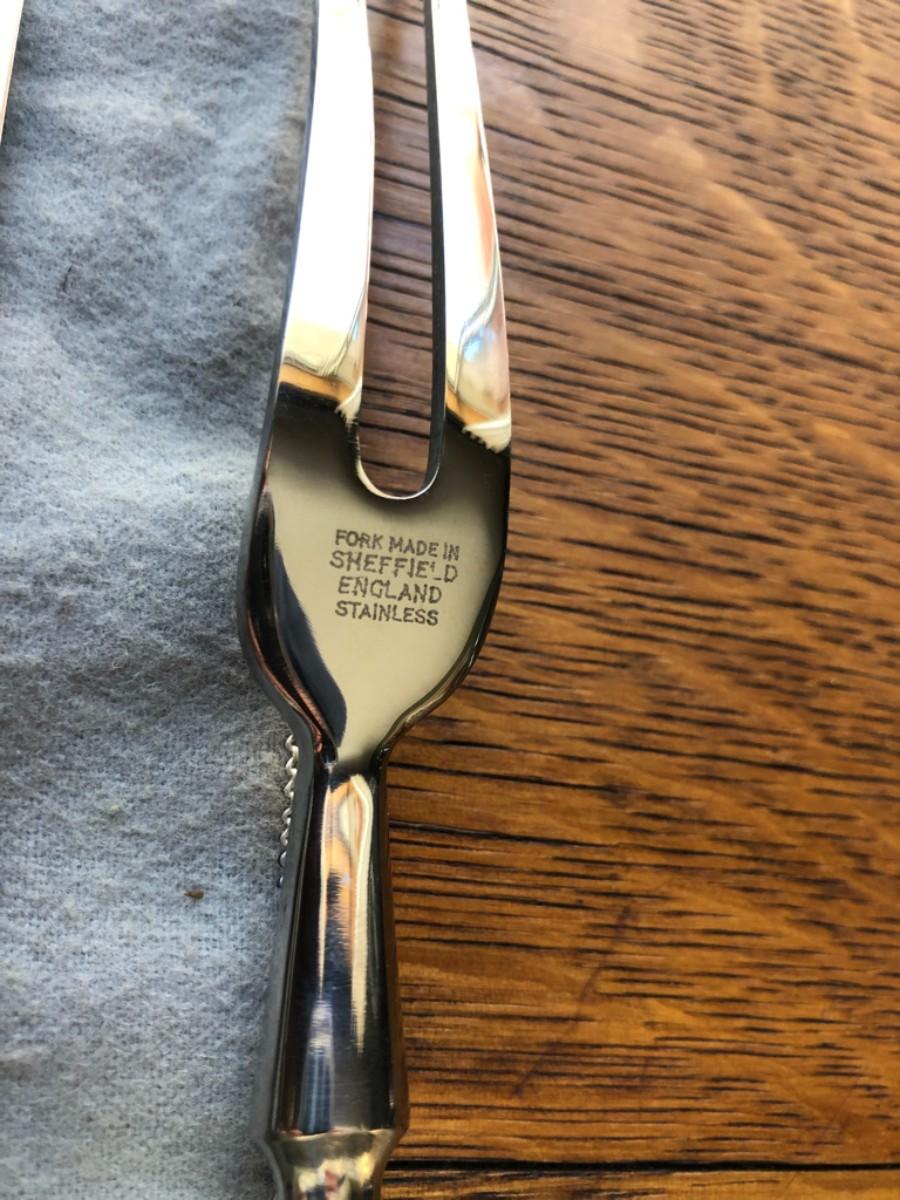 FORK MADE IN
SHEFFIELD
ENGLAND
STAINLESS